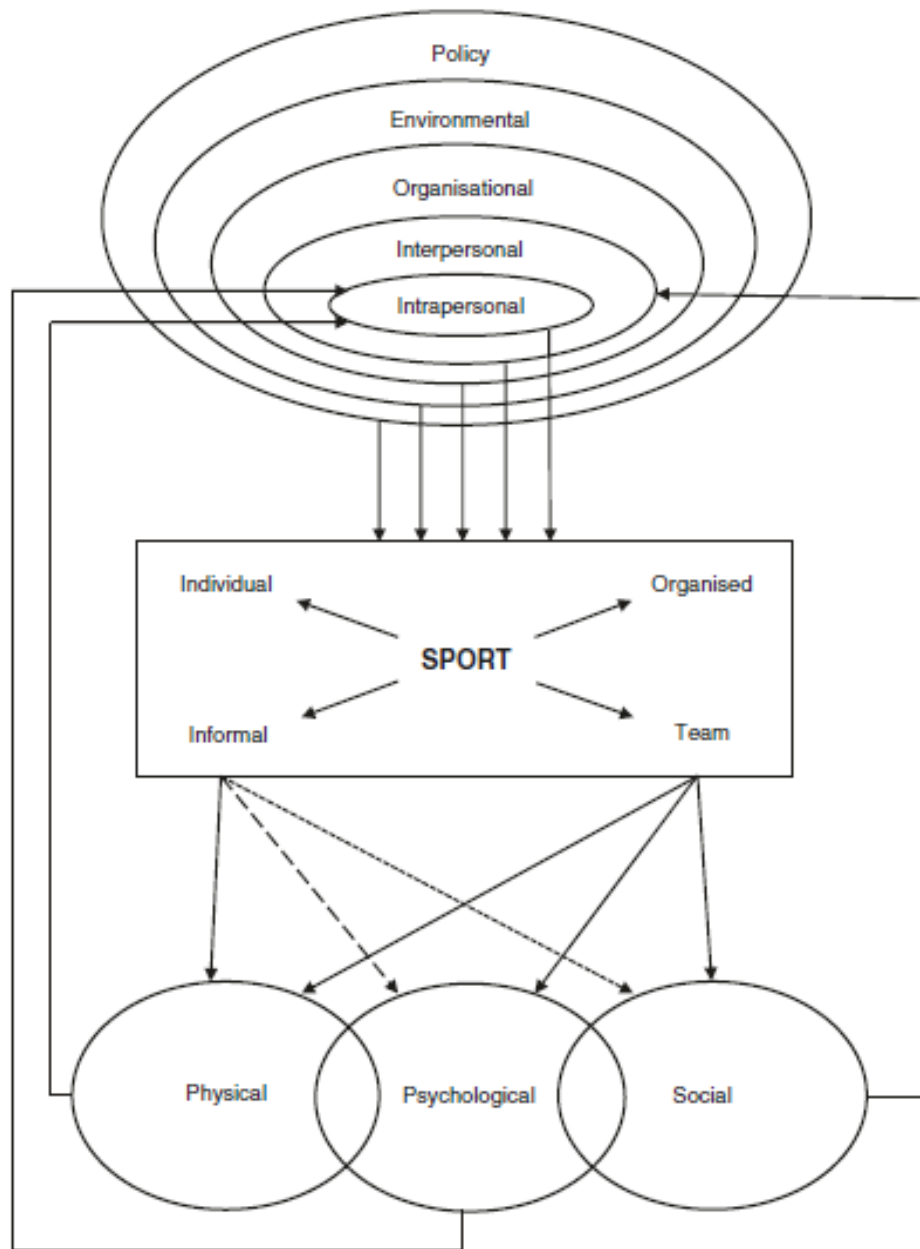 Policy
Environmental
Organisational
Interpersonal
Intrapersonal
Individual
Organised
SPORT
Informal
Team
Physical
Psychological
Social